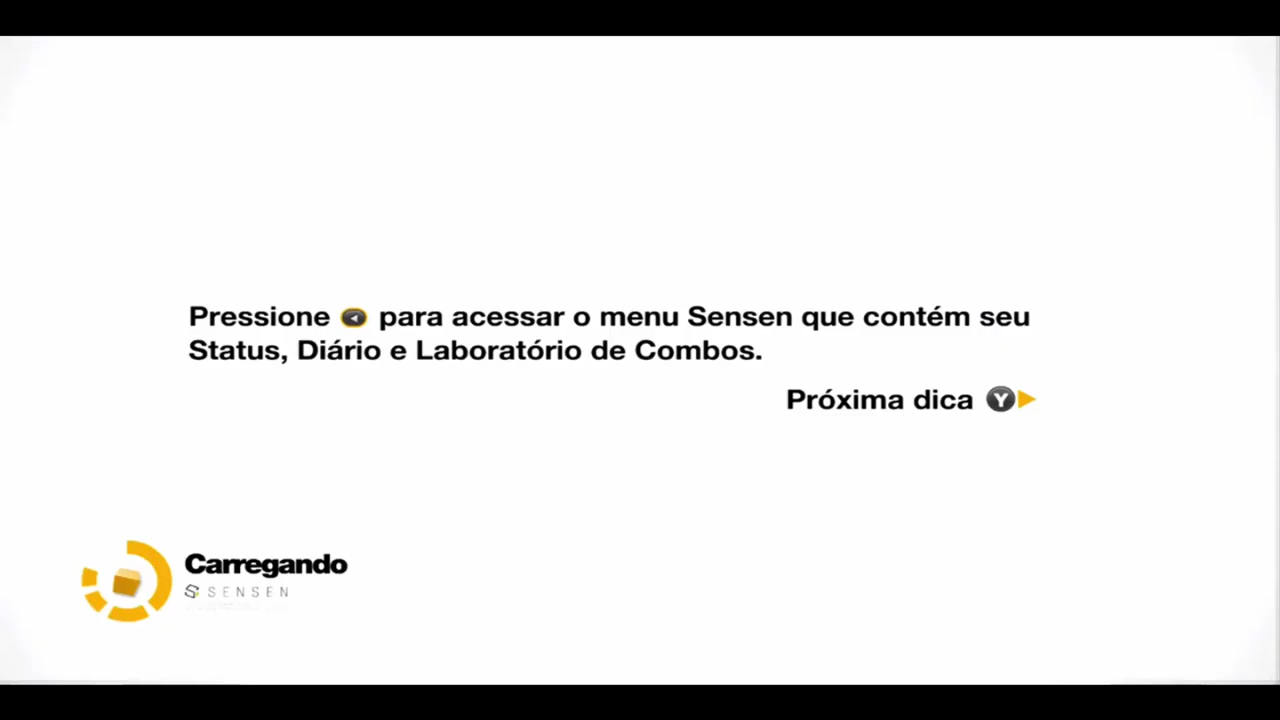 Pressione ◄ para acessar o menu Sensen que contém seu
Status, Diário e Laboratório de Combos.
Próxima dica Y
Carregando
SENSEN